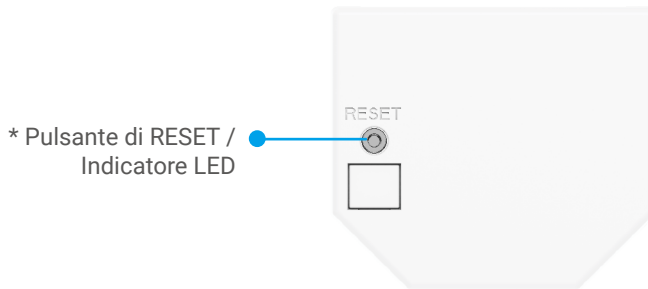 RESET
* Pulsante di RESET /
Indicatore LED